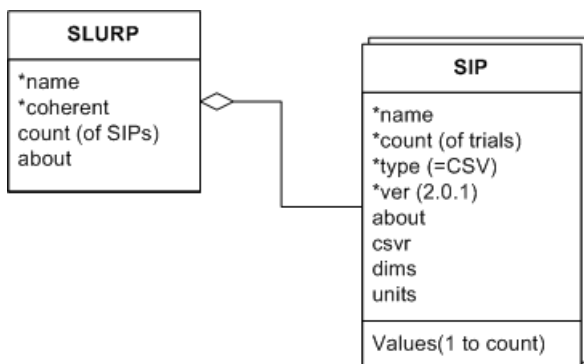 SLURP
*name
*coherent
count (of SIPs)
about
SIP
*name
*count (of trials)
*type (=CSV)
*ver (2.0.1)
about
csvr
dims
units
Values(1 to count)